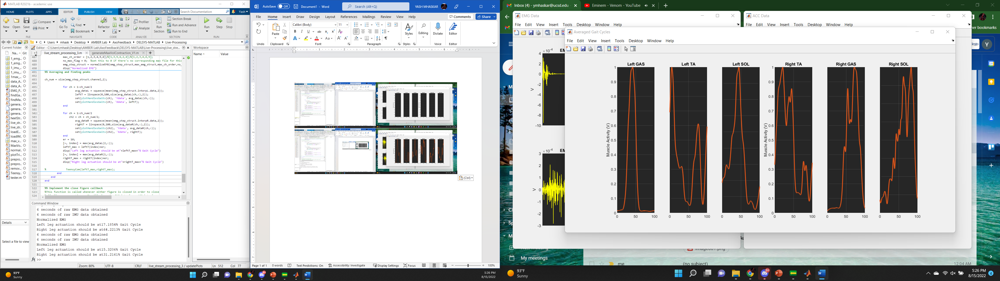 MATLAB R2021b - academic use
HOME PLOTS APPS EDITOR PUBLISH VIEW
Search Documentation
Yash
New Open Save Compare Print
Go To Find Bookmark
Refactor
Profiler
Analyze
Run Section
Section Break
Run and Advance
Run to End
Run Step Stop
NAVIGATE CODE ANALYZE SECTION RUN
C: Users mhask Desktop AMBER Lab AxoFeedback DELSYS-MATLAB Live-Processing
Current Folder
Na... Git
1_emg...
1_emg...
1_imu_...
1_imu_...
1max_...
data_A...
data_A...
EMG_P...
findGa...
findMa...
genera...
genera...
genera...
heelStr...
live_str...
live_str...
loadE...
loadIM...
max_v...
MaxVo...
normal...
plotTri...
prepro...
prepro...
remov...
Teensy...
tester.m
Details
Select a file to view
Editor - C:\Users\mhask\Desktop\AMBER Lab\AxoFeedback\DELSYS-MATLAB\Live-Processing\live_stre...
+1 live_stream_processing_3.m generateMaxVolContraction_V1.m
487 max_ch_order = [1,2,3,4,5,6];%[1,3,5,6,2,4];%[1,2,3,4,6,5];
488 no_max_flag = 0; %set this to 0 if there's no corresponding max file for this
489 emg_step_struct = normalizeEMG(emg_step_struct,max_emg_struct,max_ch_order,no_
490 disp("Normalized EMG")
491 %% Averaging and finding peaks
492
493 ch_num = size(emg_step_struct.channel,2);
494
495 for ch = 1:ch_num/2
496 avg_dataL = squeeze(mean(emg_step_struct.interpL.data,2));
497 leftT = linspace(0,100,size(avg_dataL(ch,:),2));
498 set(plotHandlesGaits(ch), 'Ydata', avg_dataL(ch,:));
499 set(plotHandlesGaits(ch), 'Xdata', leftT);
500 end
501
502 for ch = 1:ch_num/2
503 ch2 = ch + ch_num/2;
504 avg_dataR = squeeze(mean(emg_step_struct.interpR.data,2));
505 rightT = linspace(0,100,size(avg_dataR(ch,:),2));
506 set(plotHandlesGaits(ch2), 'Ydata', avg_dataR(ch,:));
507 set(plotHandlesGaits(ch2), 'Xdata', rightT);
508 end
509 er = 10;
510 [~, index] = max(avg_dataL(2,:));
511 leftT_max = leftT(index)+er;
512 disp("Left leg actuation should be at"+leftT_max+"% Gait Cycle")
513 [~, index] = max(avg_dataR(1,:));
514 rightT_max = rightT(index)+er;
515 disp("Right leg actuation should be at"+rightT_max+"% Gait Cycle")
516
517 % TeensyCom(leftT_max,rightT_max);
518 end
519 end
520 end
521
522 %% Implement the close figure callback
523 %This function is called whenever either figure is closed in order to close
524
Command Window
6 seconds of raw EMG data obtained
6 seconds of raw IMU data obtained
Normalized EMG
Left leg actuation should be at17.1854% Gait Cycle
Right leg actuation should be at64.2213% Gait Cycle
6 seconds of raw EMG data obtained
6 seconds of raw IMU data obtained
Normalized EMG
Left leg actuation should be at15.3206% Gait Cycle
Right leg actuation should be at31.2161% Gait Cycle
fx >>
Workspace
Name Value
Zoom: 80% UTF-8 CRLF live_stream_processing_3 / updatePlots Ln 512 Col 77
AutoSave Off Document1 - Word Search (Alt+Q) YASH MHASKAR
File Home Insert Draw Design Layout References Mailings Review View Help Comments Share
Calibri (Body) 11
Paste
Styles Editing Dictate Editor
Undo Clipboard Font Paragraph Styles Voice Editor
(Ctrl)
Page 1 of 1 0 words Text Predictions: On Accessibility: Investigate Display Settings Focus 100%
93°F
Sunny
5:26 PM
8/15/2022
Inbox (4) - ymhaskar@ucsd.edu Eminem - Venom - YouTube
EMG Data
File Edit View Insert Tools Desktop Window Help
ACC Data
File Edit View Insert Tools Desktop Window Help
her bookmarks
Averaged Gait Cycles
File Edit View Insert Tools Desktop Window Help
×10⁻⁴
4
2
0
-2
-4
-6
-8
-10
V
×10⁻⁴
3
2
1
0
-1
-2
-3
V
Left GAS Left TA Left SOL Right TA Right GAS Right SOL
Muscle Activity (V)
1
0.9
0.8
0.7
0.6
0.5
0.4
0.3
0.2
0.1
0
0 50 100
0 50 100
0 50 100
Muscle Activity (V)
1
0.9
0.8
0.7
0.6
0.5
0.4
0.3
0.2
0.1
0
0 50 100
0 50 100
0 50 100
iego Y
My meetings
image001.png
me (no subject) 12:04 AM
93°F
Sunny
5:26 PM
8/15/2022
4